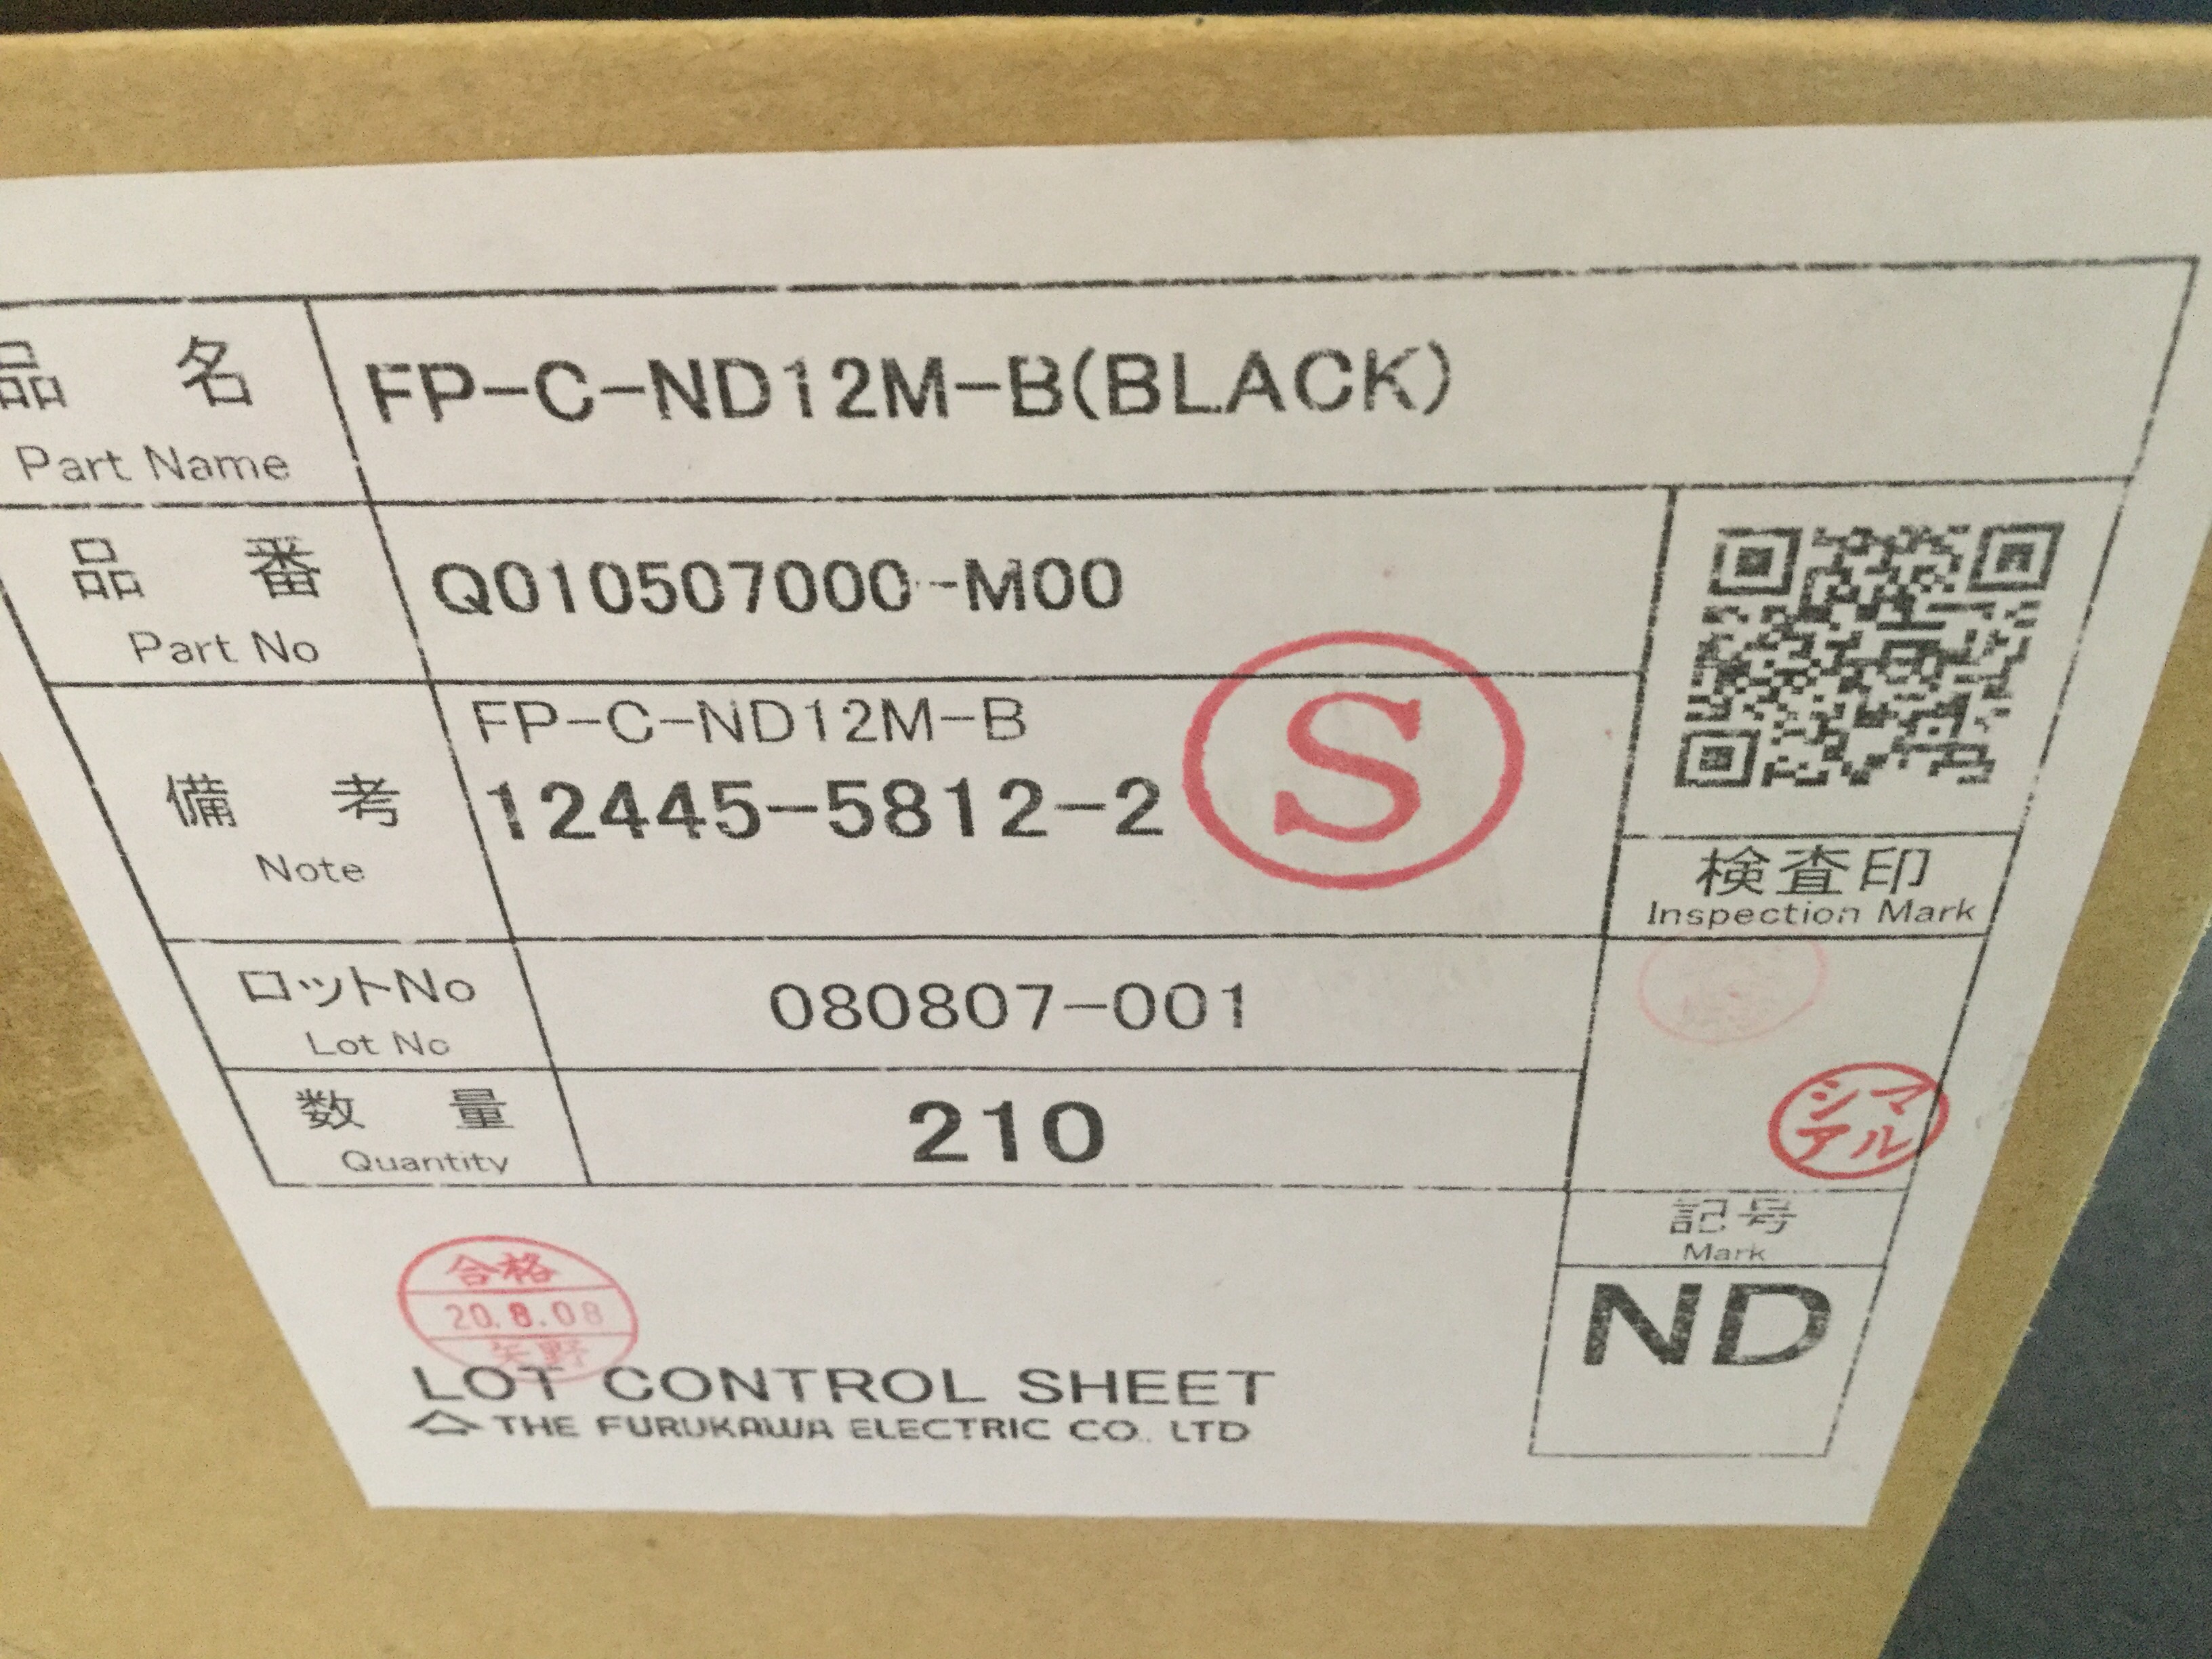 品名
Part Name
FP-C-ND12M-B(BLACK)
品番
Part No
Q010507000-M00
備考
Note
FP-C-ND12M-B
12445-5812-2
S
検査印
Inspection Mark
ロットNo
Lot No
080807-001
シマ
アル
数量
Quantity
210
記号
Mark
ND
合格
20.8.08
矢野
LOT CONTROL SHEET
THE FURUKAWA ELECTRIC CO., LTD